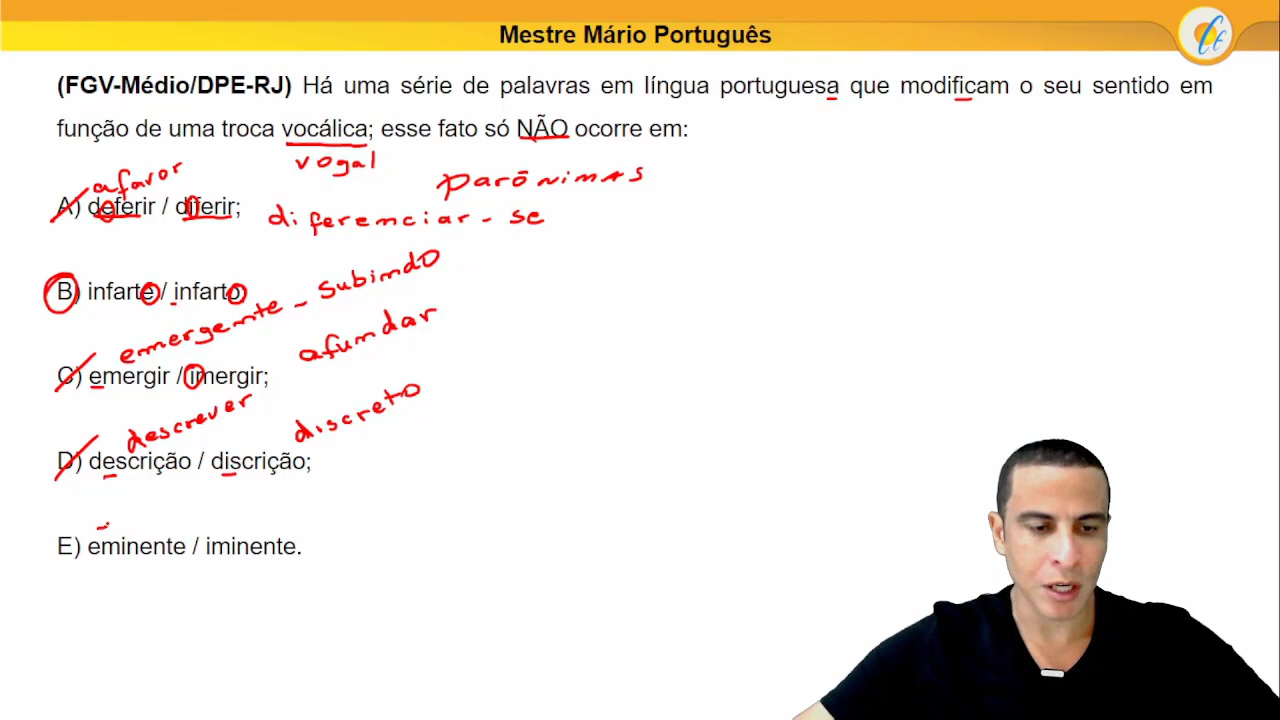 Mestre Mário Português
(FGV-Médio/DPE-RJ) Há uma série de palavras em língua portuguesa que modificam o seu sentido em
função de uma troca vocálica; esse fato só NÃO ocorre em:
vogal
afavor
parônimas
A) deferir / diferir;
diferenciar-se
B) infarte / infarto;
emergente - subindo
afundar
C) emergir / imergir;
descrever
discreto
D) descrição / discrição;
E) eminente / iminente.